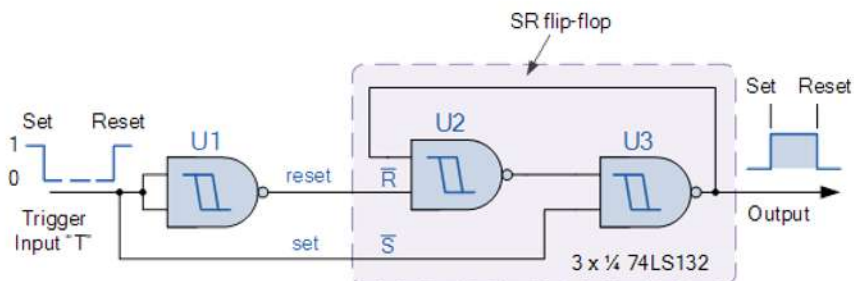 SR flip-flop
Set
Reset
1
0
U1
U2
U3
Set
Reset
reset
R̅
Trigger
Input "T"
set
S̅
Output
3 x ¼ 74LS132